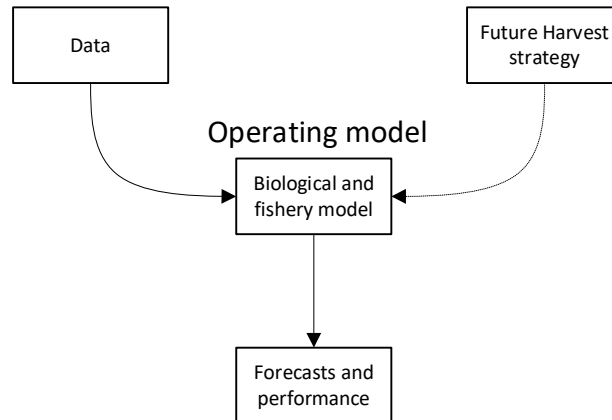 Data
Future Harvest
strategy
Operating model
Biological and
fishery model
Forecasts and
performance